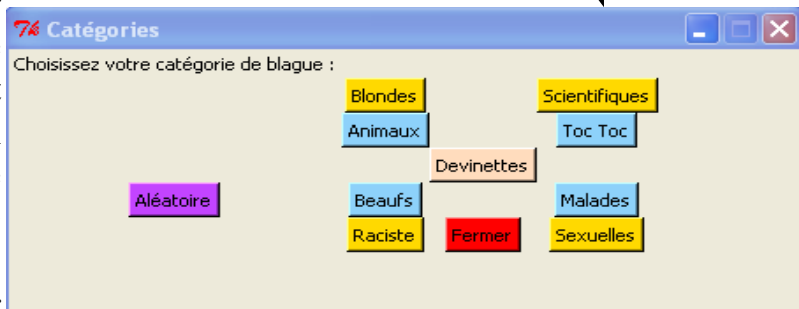 Catégories
Choisissez votre catégorie de blague :
Blondes Scientifiques
Animaux Toc Toc
Devinettes
Aléatoire Beaufs Malades
Raciste Fermer Sexuelles